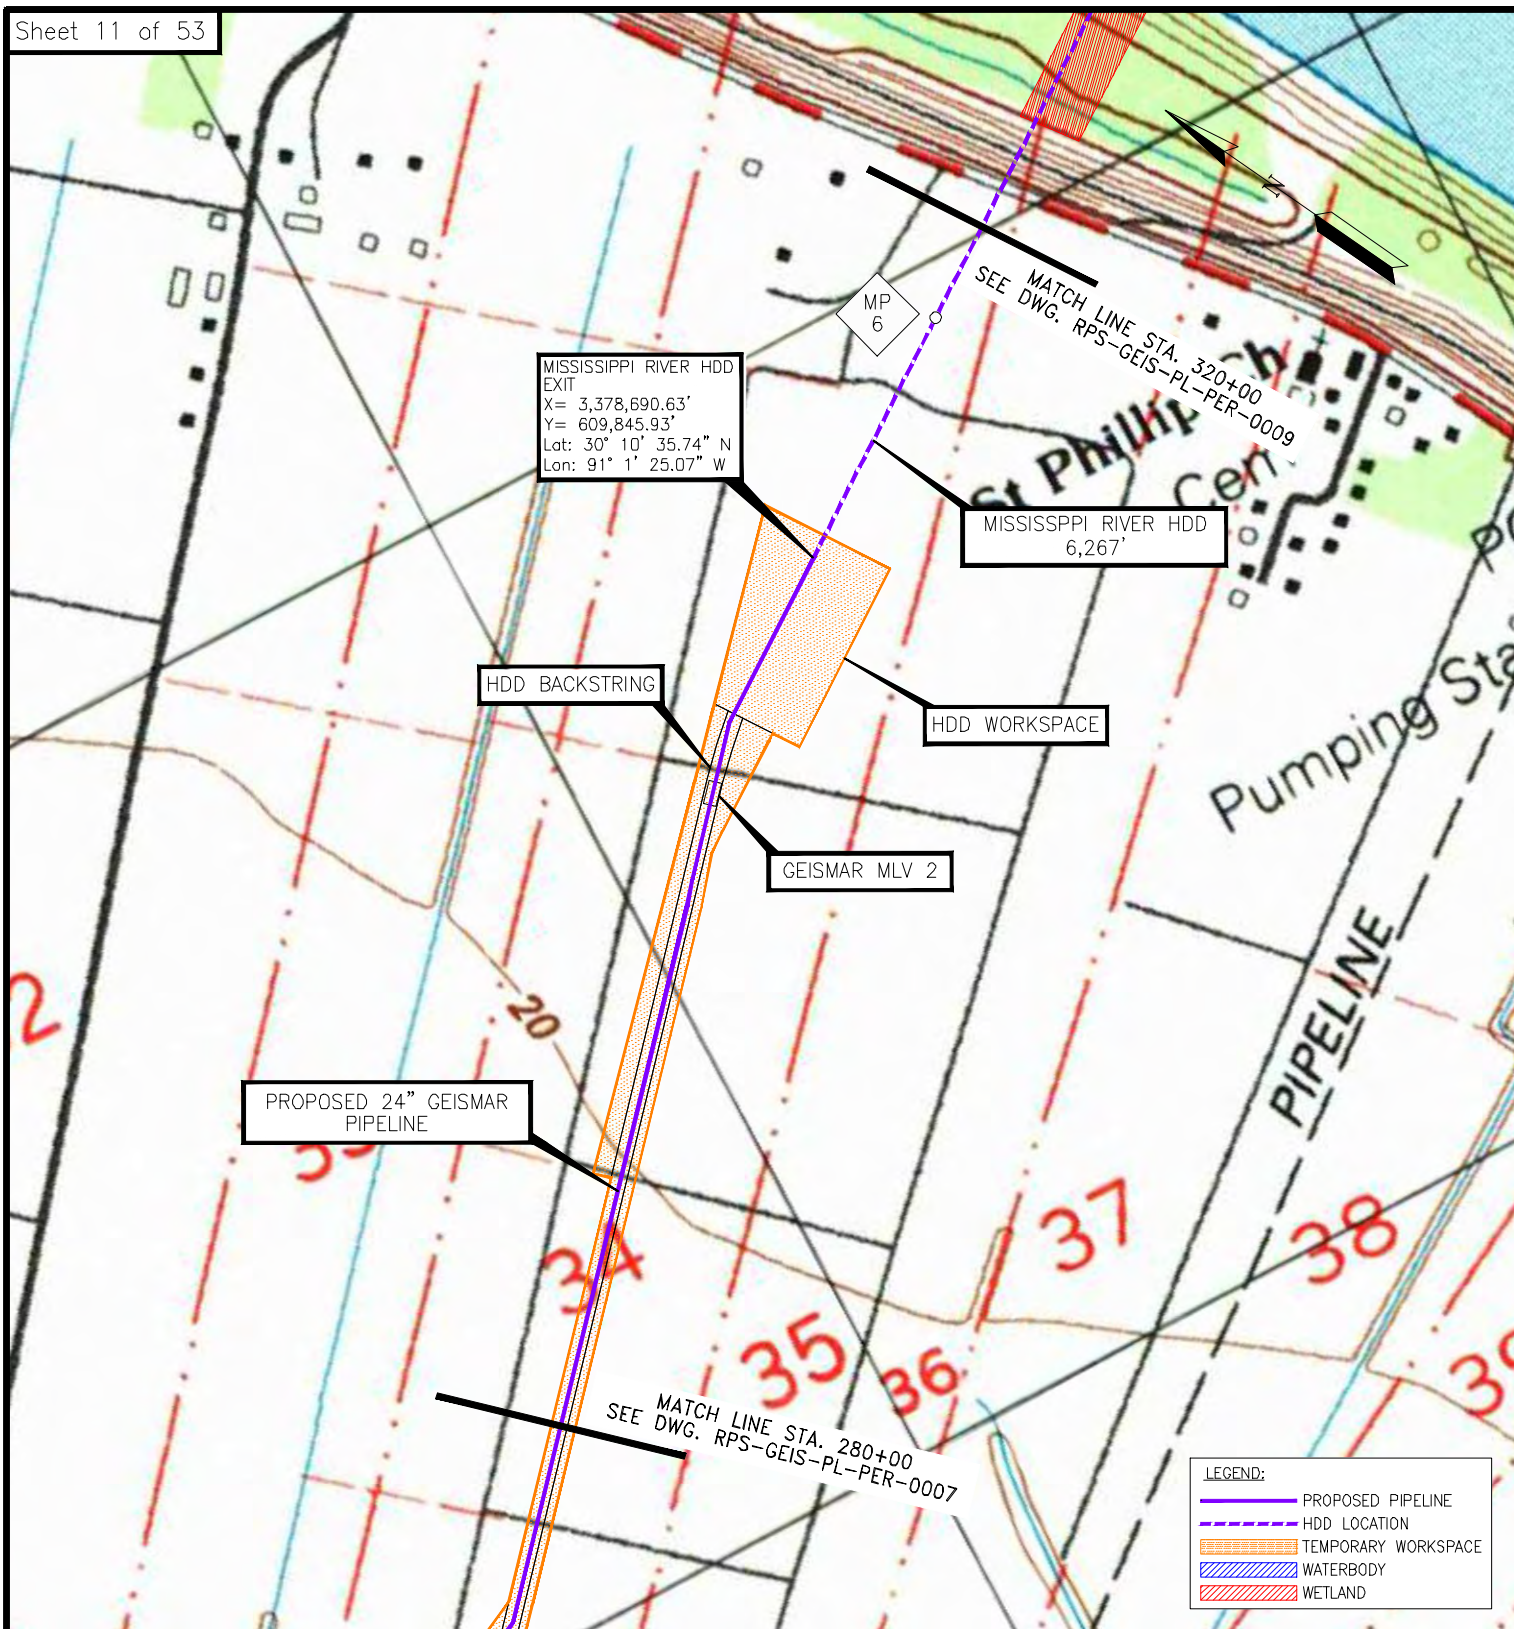 Sheet 11 of 53
N
MP
6
MATCH LINE STA. 320+00
SEE DWG. RPS-GEIS-PL-PER-0009
MISSISSIPPI RIVER HDD
EXIT
X= 3,378,690.63'
Y= 609,845.93'
Lat: 30° 10' 35.74" N
Lon: 91° 1' 25.07" W
St Phillip
Cem
MISSISSPPI RIVER HDD
6,267'
HDD BACKSTRING
HDD WORKSPACE
Pumping Sta
GEISMAR MLV 2
PIPELINE
20
PROPOSED 24" GEISMAR
PIPELINE
34
35
36
37
38
MATCH LINE STA. 280+00
SEE DWG. RPS-GEIS-PL-PER-0007
LEGEND:
PROPOSED PIPELINE
HDD LOCATION
TEMPORARY WORKSPACE
WATERBODY
WETLAND